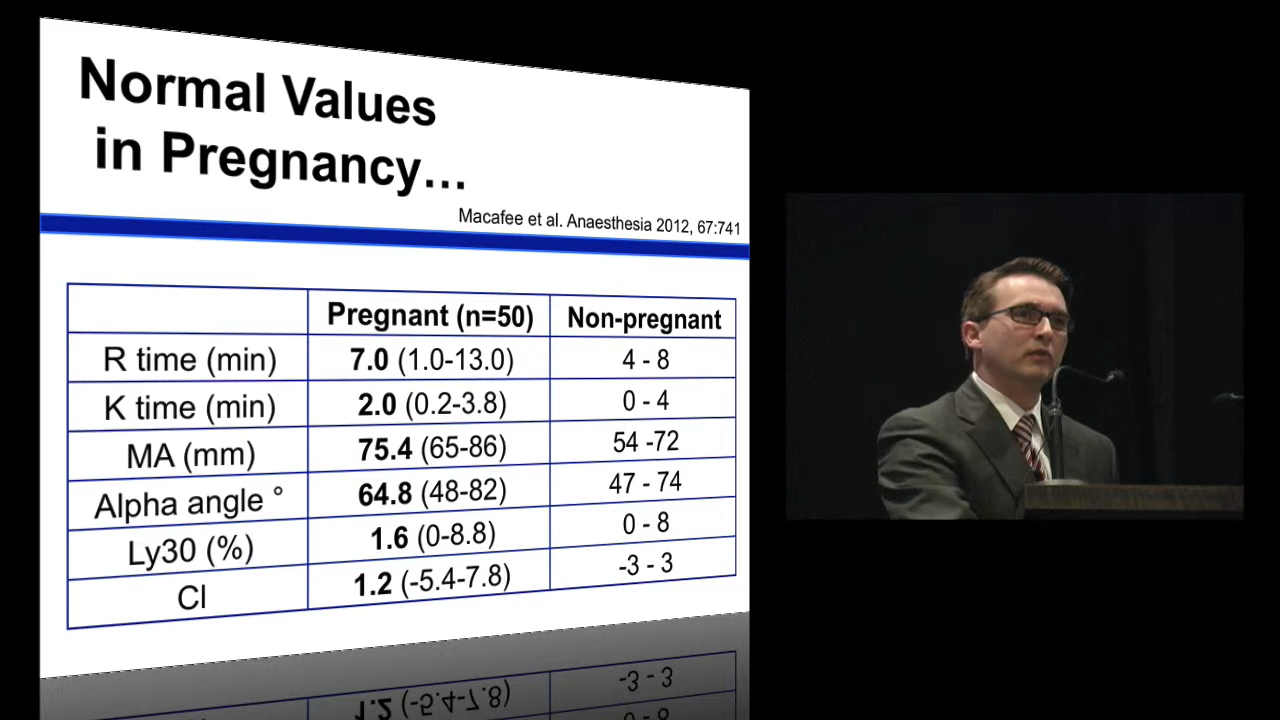 Normal Values
in Pregnancy…
Macafee et al. Anaesthesia 2012, 67:741
Pregnant (n=50) Non-pregnant
R time (min) 7.0 (1.0-13.0) 4 - 8
K time (min) 2.0 (0.2-3.8) 0 - 4
MA (mm) 75.4 (65-86) 54 -72
Alpha angle ° 64.8 (48-82) 47 - 74
Ly30 (%) 1.6 (0-8.8) 0 - 8
CI 1.2 (-5.4-7.8) -3 - 3